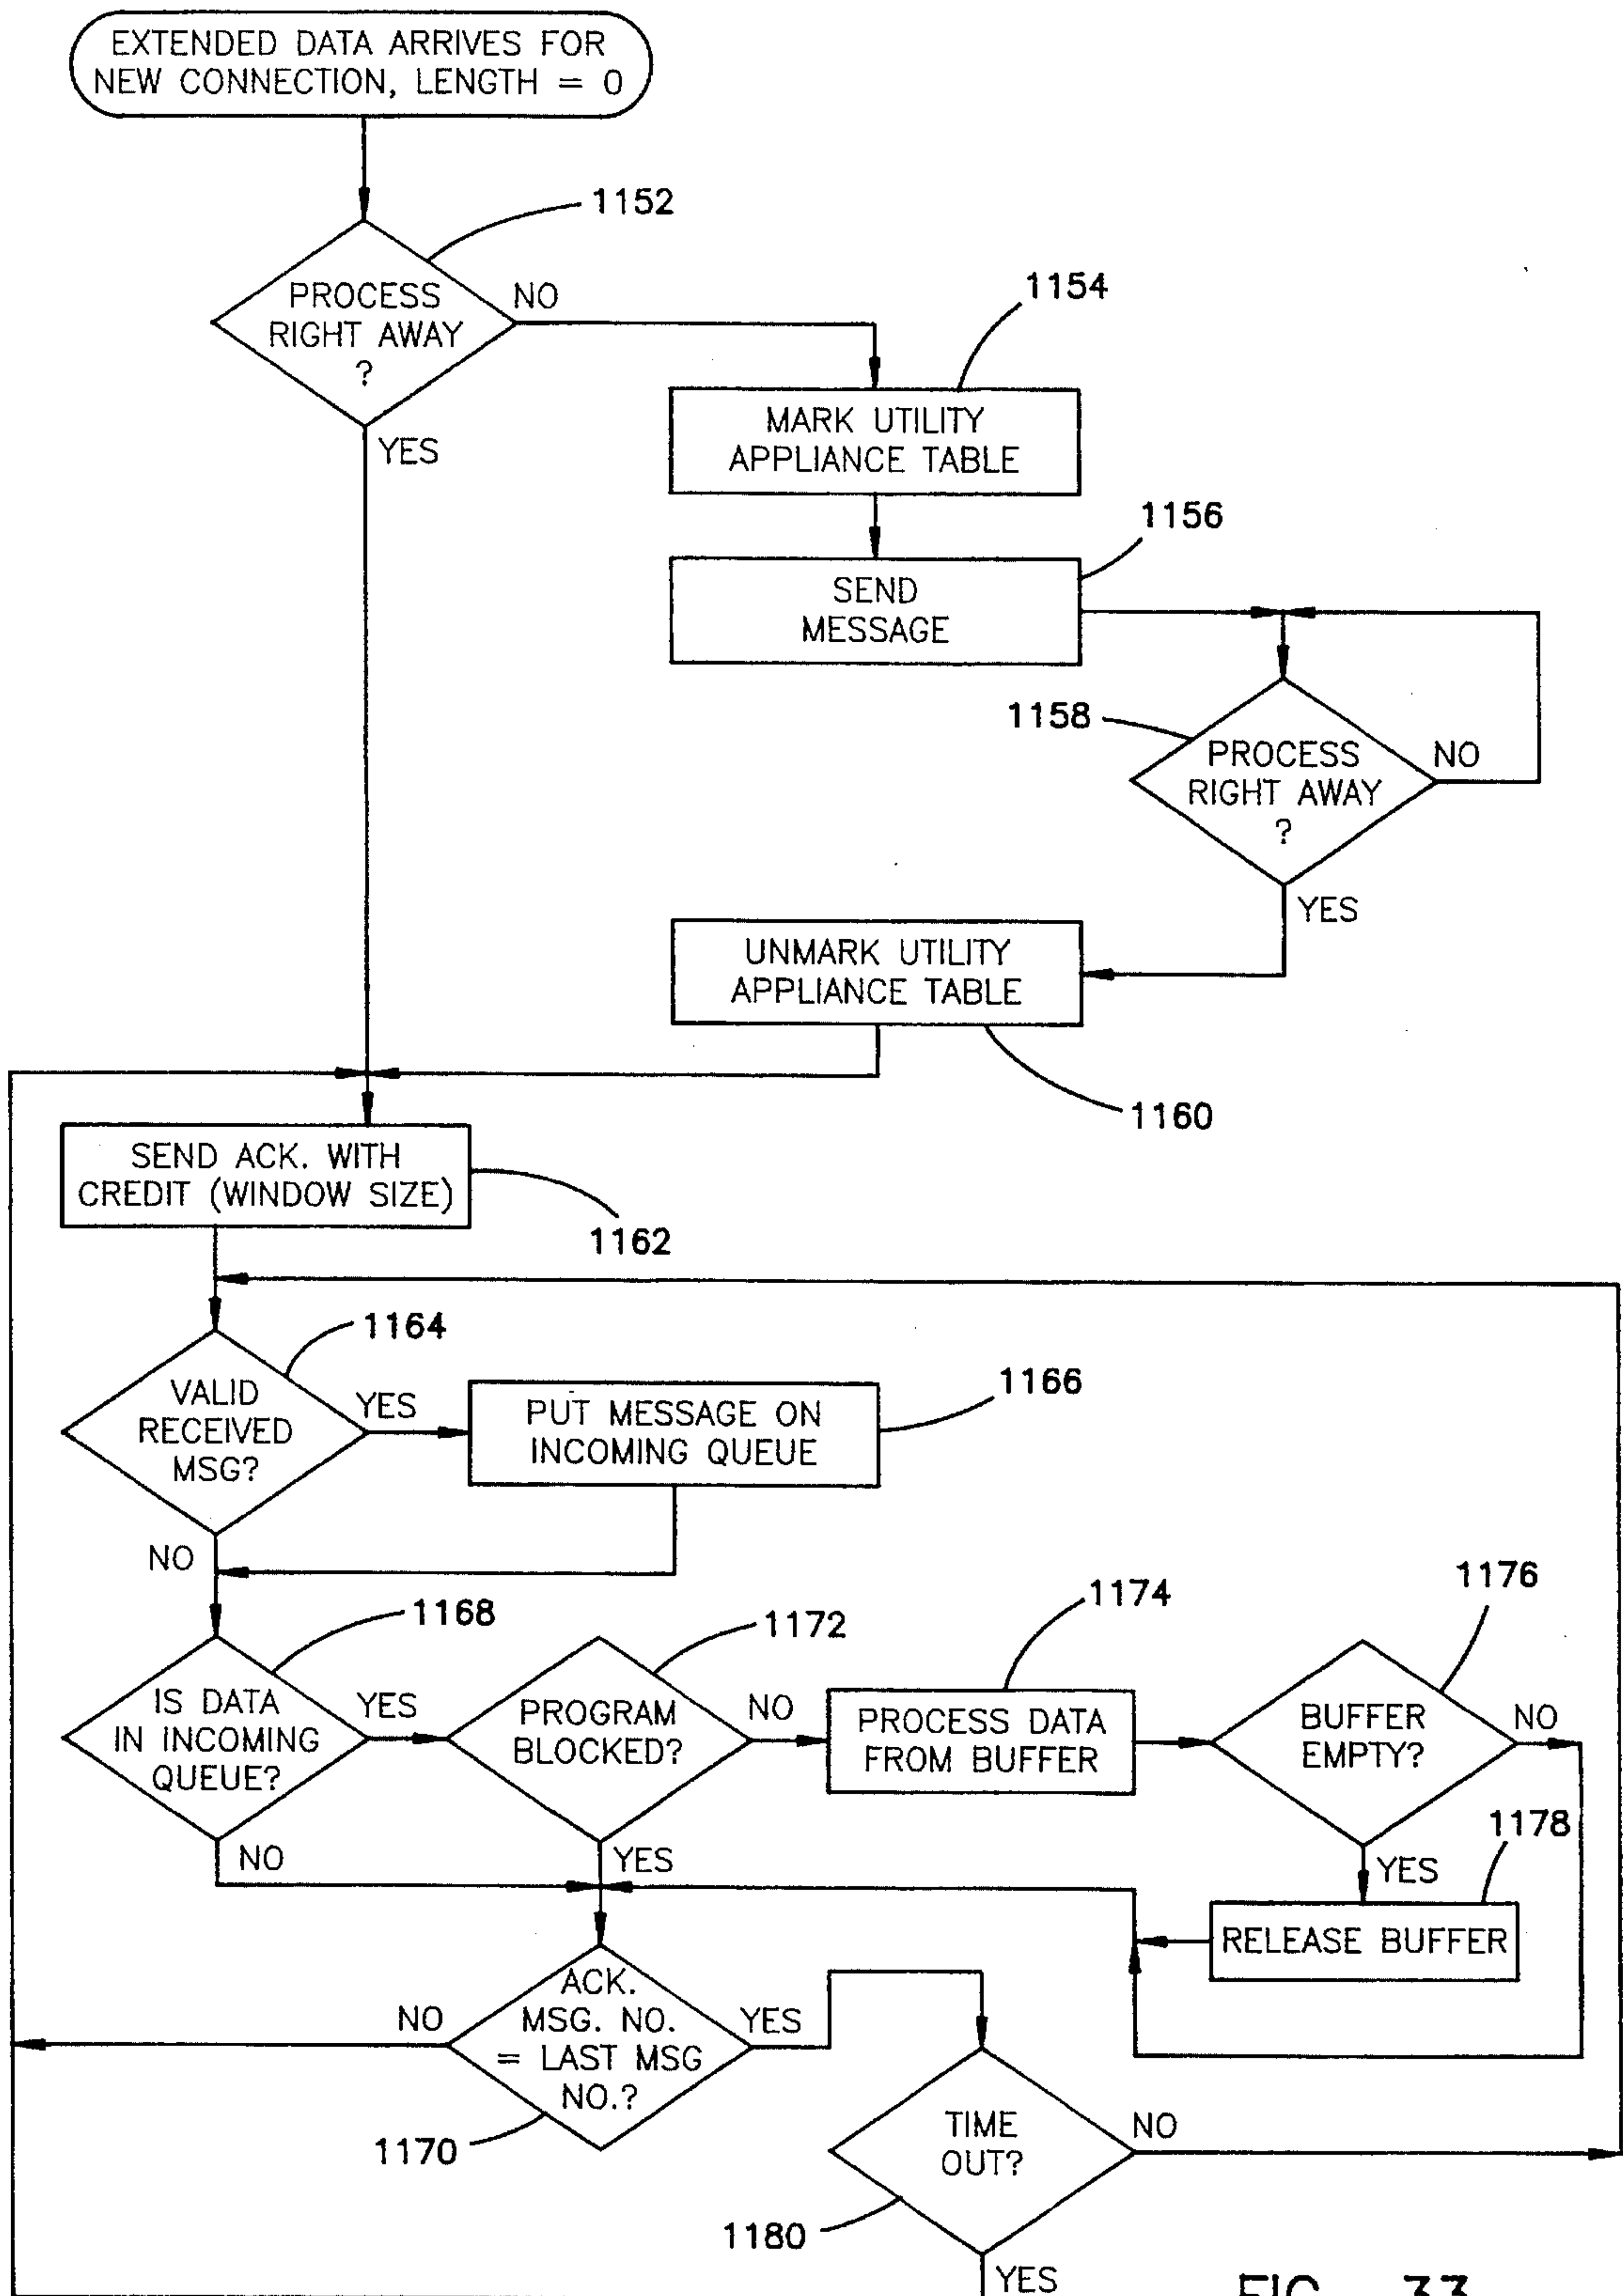 EXTENDED DATA ARRIVES FOR
NEW CONNECTION, LENGTH = 0
1152
PROCESS
RIGHT AWAY
?
NO
YES
1154
MARK UTILITY
APPLIANCE TABLE
1156
SEND
MESSAGE
1158
PROCESS
RIGHT AWAY
?
NO
YES
UNMARK UTILITY
APPLIANCE TABLE
1160
SEND ACK. WITH
CREDIT (WINDOW SIZE)
1162
1164
VALID
RECEIVED
MSG?
YES
NO
1166
PUT MESSAGE ON
INCOMING QUEUE
1168
IS DATA
IN INCOMING
QUEUE?
YES
NO
1172
PROGRAM
BLOCKED?
NO
YES
1174
PROCESS DATA
FROM BUFFER
1176
BUFFER
EMPTY?
NO
YES
1178
RELEASE BUFFER
ACK.
MSG. NO.
= LAST MSG
NO.?
NO
YES
1170
TIME
OUT?
NO
1180
YES
FIG. 33